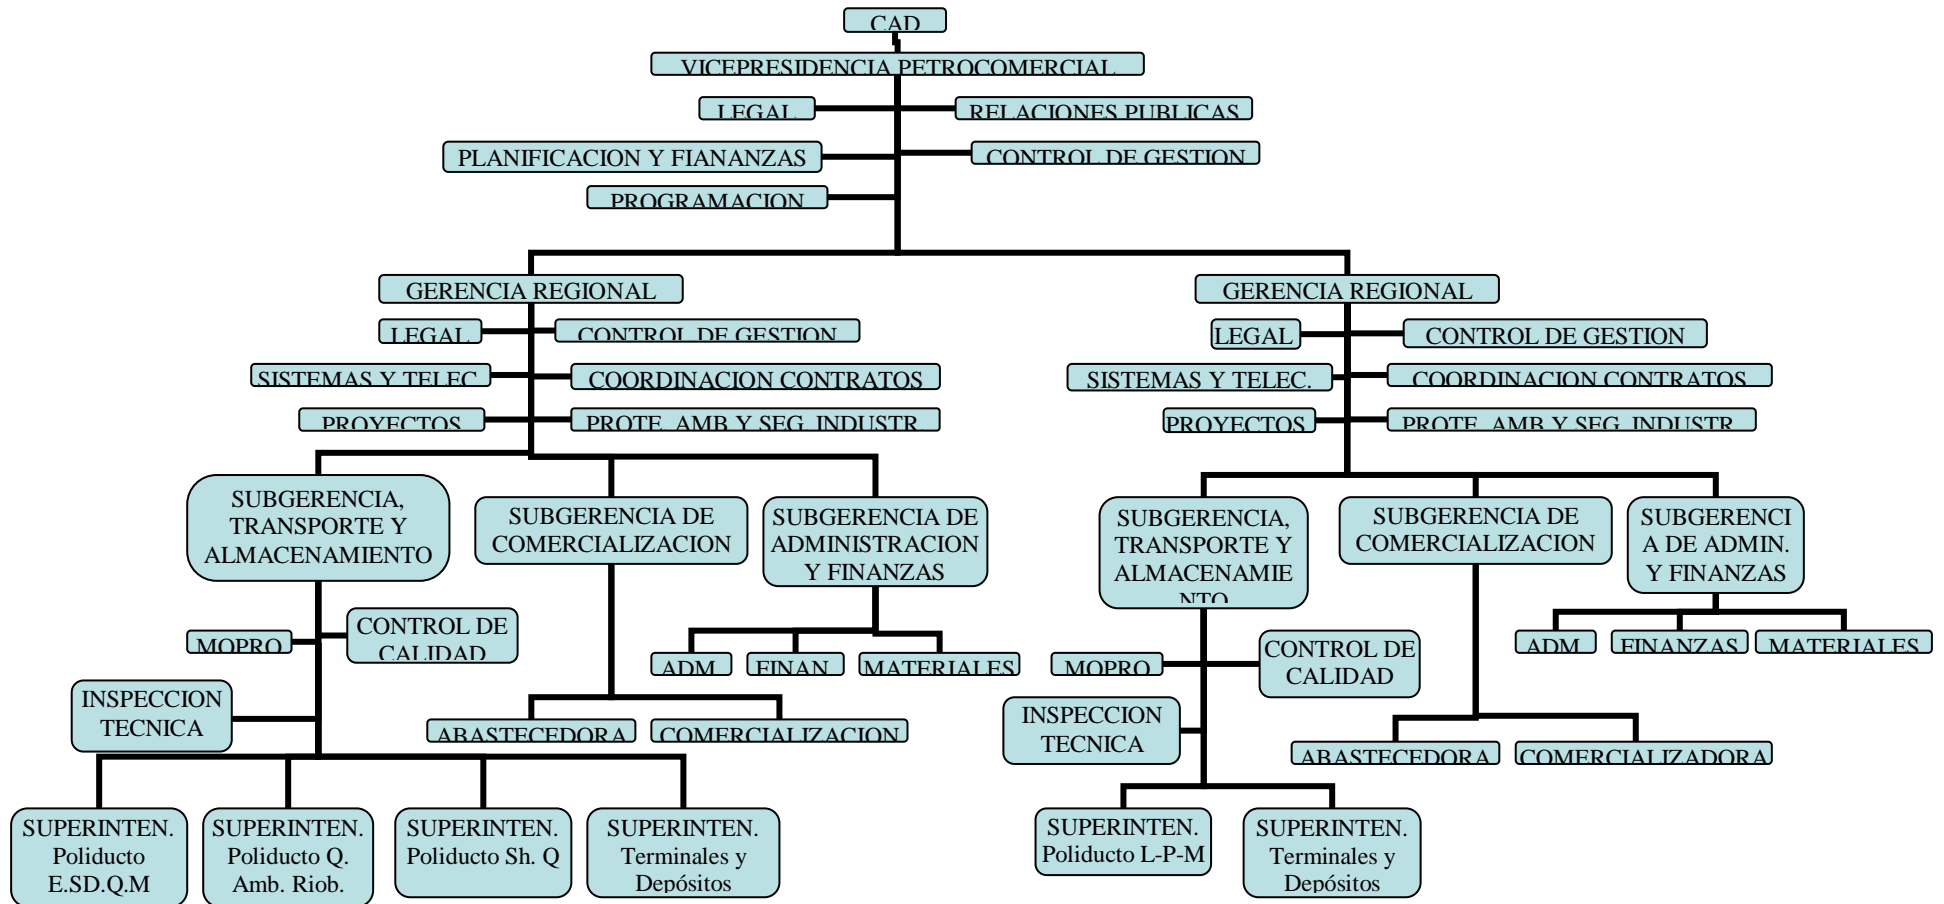 CAD
VICEPRESIDENCIA PETROCOMERCIAL
LEGAL
RELACIONES PUBLICAS
PLANIFICACION Y FIANANZAS
CONTROL DE GESTION
PROGRAMACION
GERENCIA REGIONAL
LEGAL
CONTROL DE GESTION
SISTEMAS Y TELEC
COORDINACION CONTRATOS
PROYECTOS
PROTE. AMB Y SEG. INDUSTR.
SUBGERENCIA,
TRANSPORTE Y
ALMACENAMIENTO
SUBGERENCIA DE
COMERCIALIZACION
SUBGERENCIA DE
ADMINISTRACION
Y FINANZAS
MOPRO
CONTROL DE
CALIDAD
INSPECCION
TECNICA
ADM
FINAN
MATERIALES
ABASTECEDORA
COMERCIALIZACION
SUPERINTEN.
Poliducto
E.SD.Q.M
SUPERINTEN.
Poliducto Q.
Amb. Riob.
SUPERINTEN.
Poliducto Sh. Q
SUPERINTEN.
Terminales y
Depósitos
GERENCIA REGIONAL
LEGAL
CONTROL DE GESTION
SISTEMAS Y TELEC.
COORDINACION CONTRATOS
PROYECTOS
PROTE. AMB Y SEG. INDUSTR.
SUBGERENCIA,
TRANSPORTE Y
ALMACENAMIE
NTO
SUBGERENCIA DE
COMERCIALIZACION
SUBGERENCI
A DE ADMIN.
Y FINANZAS
MOPRO
CONTROL DE
CALIDAD
INSPECCION
TECNICA
ADM
FINANZAS
MATERIALES
ABASTECEDORA
COMERCIALIZADORA
SUPERINTEN.
Poliducto L-P-M
SUPERINTEN.
Terminales y
Depósitos